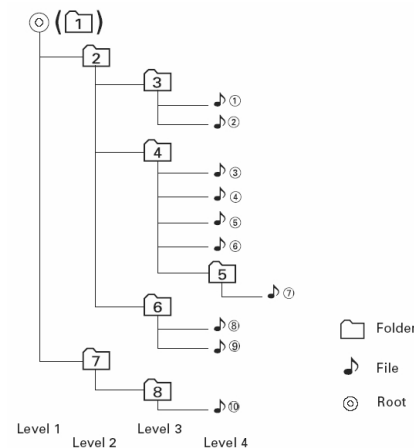 (1)
2
3
①
②
4
③
④
⑤
⑥
5
⑦
6
⑧
⑨
7
8
⑩
Folder
File
Root
Level 1
Level 2
Level 3
Level 4